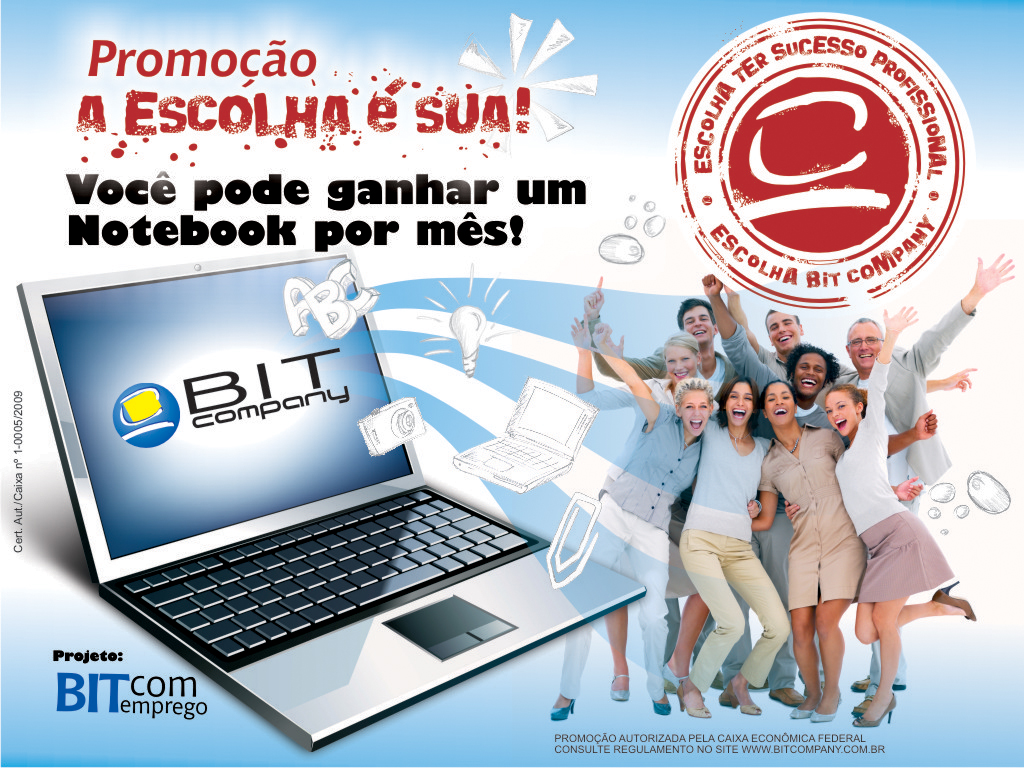 Promoção
A ESCOLHA É SUA!
Você pode ganhar um
Notebook por mês!
ESCOLHA TER SUCESSO PROFISSIONAL
ESCOLHA BIT COMPANY
ABC
BIT
company
Cert. Aut./Caixa nº 1-0005/2009
Projeto:
BITcom
emprego
PROMOÇÃO AUTORIZADA PELA CAIXA ECONÔMICA FEDERAL
CONSULTE REGULAMENTO NO SITE WWW.BITCOMPANY.COM.BR